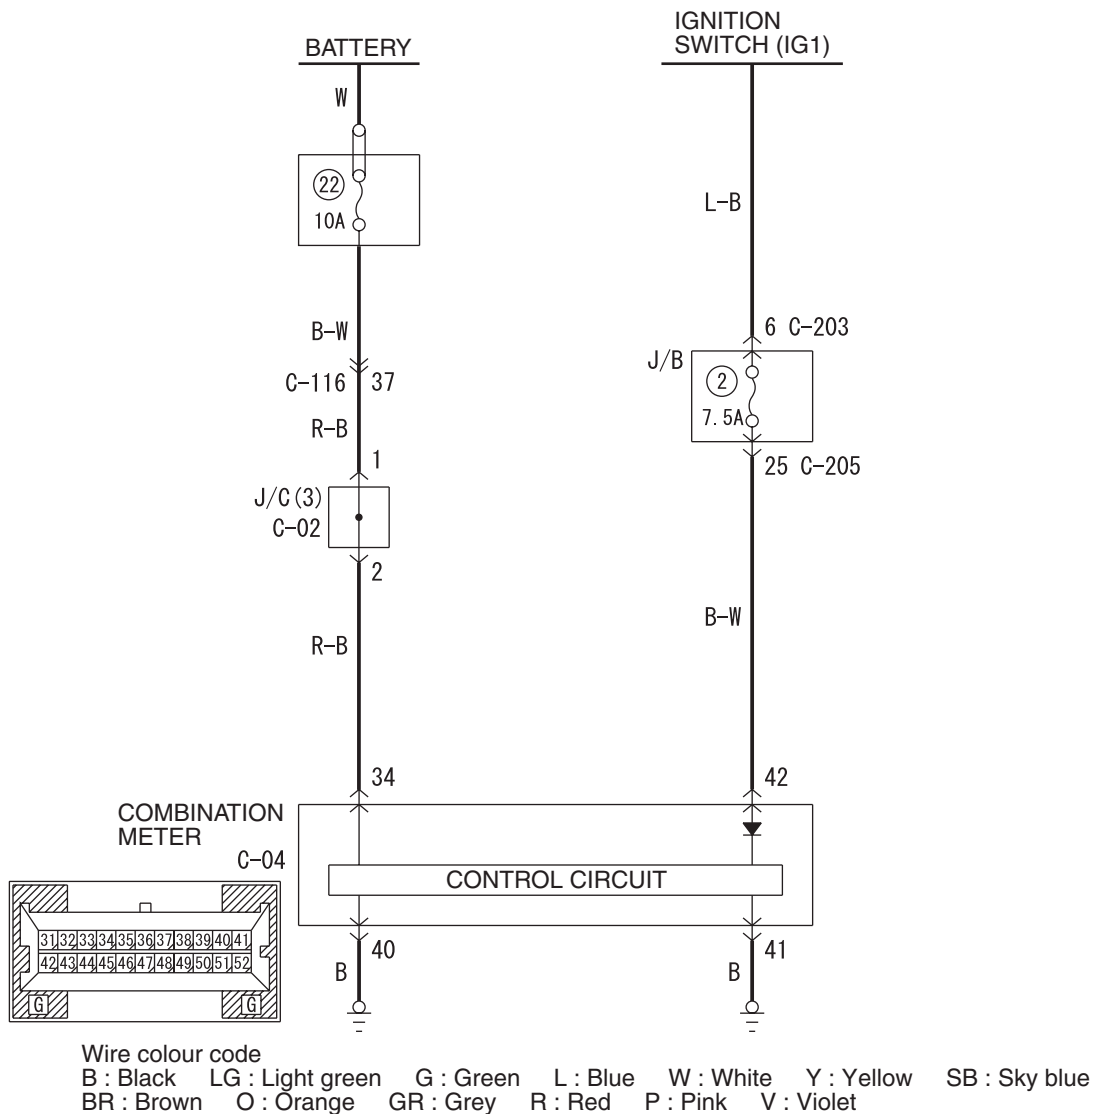 BATTERY
IGNITION
SWITCH (IG1)
W
22
10A
L-B
B-W
6 C-203
J/B
2
7.5A
C-116 37
R-B
25 C-205
1
J/C(3)
C-02
2
B-W
R-B
34
42
COMBINATION
METER
C-04
CONTROL CIRCUIT
31 32 33 34 35 36 37 38 39 40 41
42 43 44 45 46 47 48 49 50 51 52
G G
40
41
B
B
Wire colour code
B : Black LG : Light green G : Green L : Blue W : White Y : Yellow SB : Sky blue
BR : Brown O : Orange GR : Grey R : Red P : Pink V : Violet